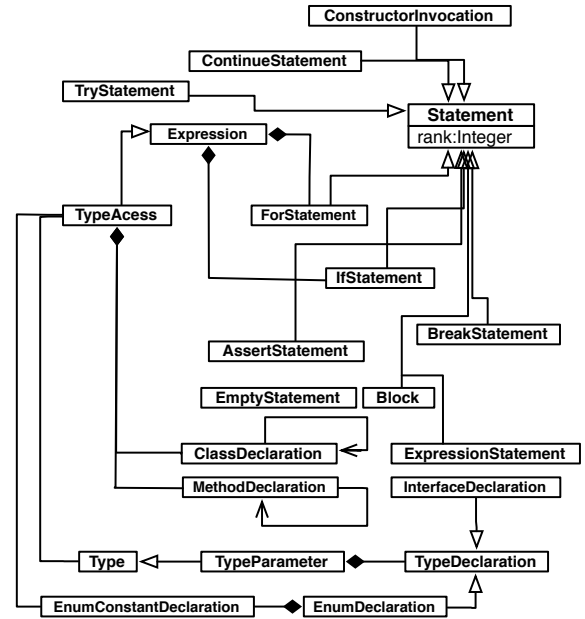 ConstructorInvocation
ContinueStatement
TryStatement
Statement
rank:Integer
Expression
TypeAcess
ForStatement
IfStatement
BreakStatement
AssertStatement
EmptyStatement
Block
ClassDeclaration
ExpressionStatement
MethodDeclaration
InterfaceDeclaration
Type
TypeParameter
TypeDeclaration
EnumConstantDeclaration
EnumDeclaration